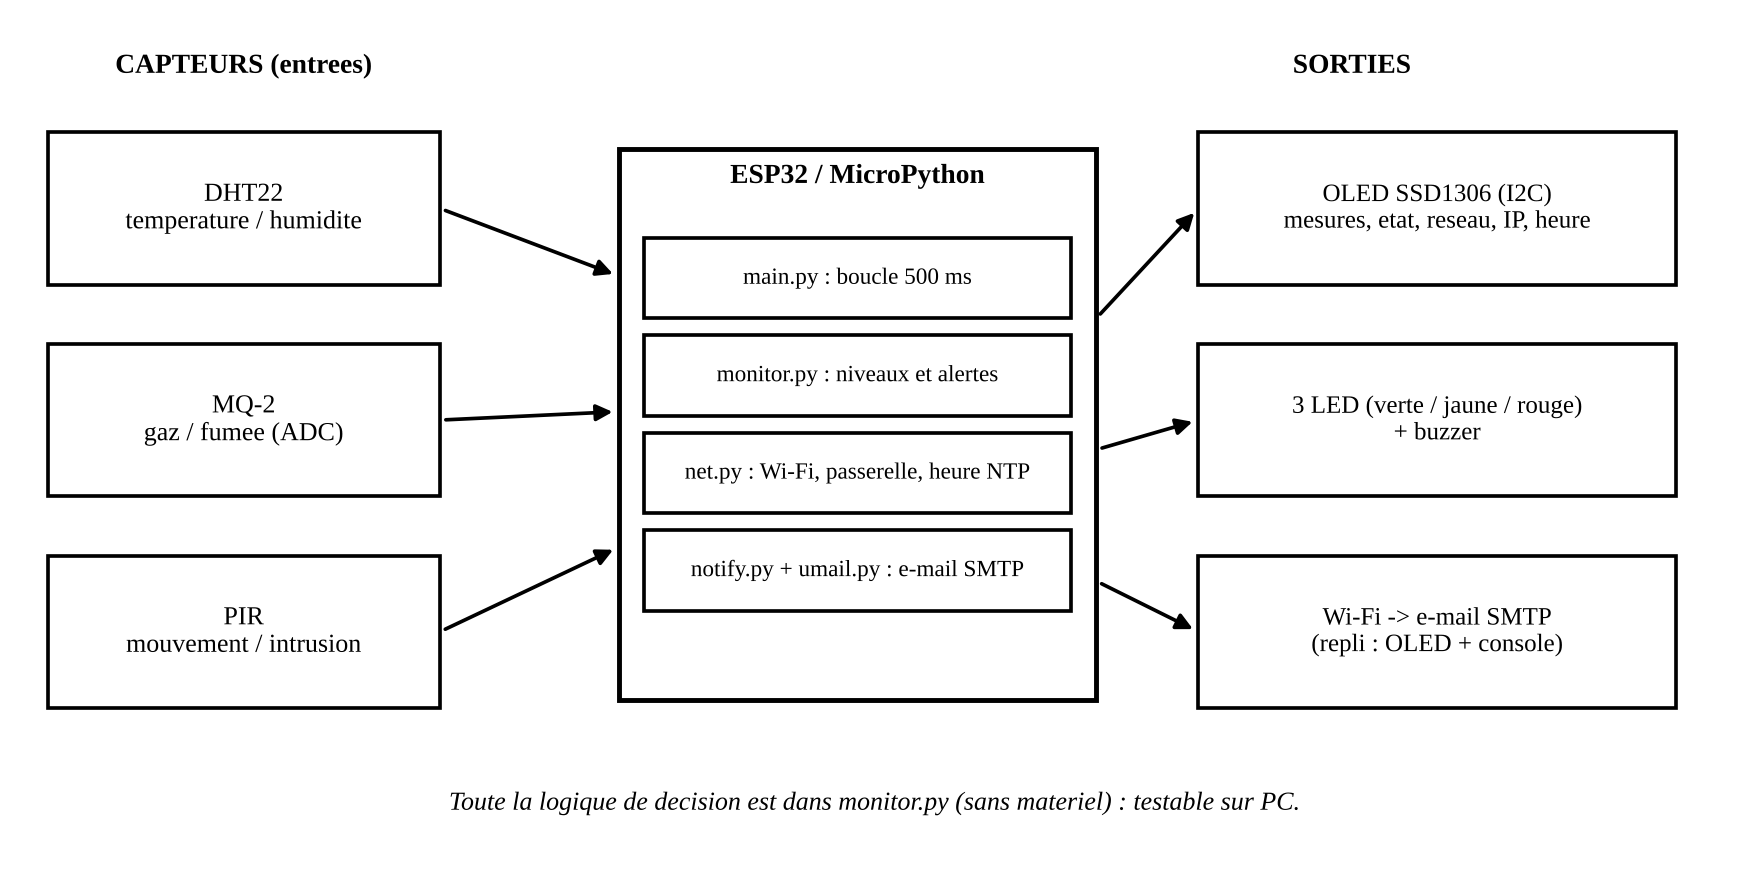 CAPTEURS (entrees)
DHT22
temperature / humidite
MQ-2
gaz / fumee (ADC)
PIR
mouvement / intrusion
ESP32 / MicroPython
main.py : boucle 500 ms
monitor.py : niveaux et alertes
net.py : Wi-Fi, passerelle, heure NTP
notify.py + umail.py : e-mail SMTP
SORTIES
OLED SSD1306 (I2C)
mesures, etat, reseau, IP, heure
3 LED (verte / jaune / rouge)
+ buzzer
Wi-Fi -> e-mail SMTP
(repli : OLED + console)
Toute la logique de decision est dans monitor.py (sans materiel) : testable sur PC.